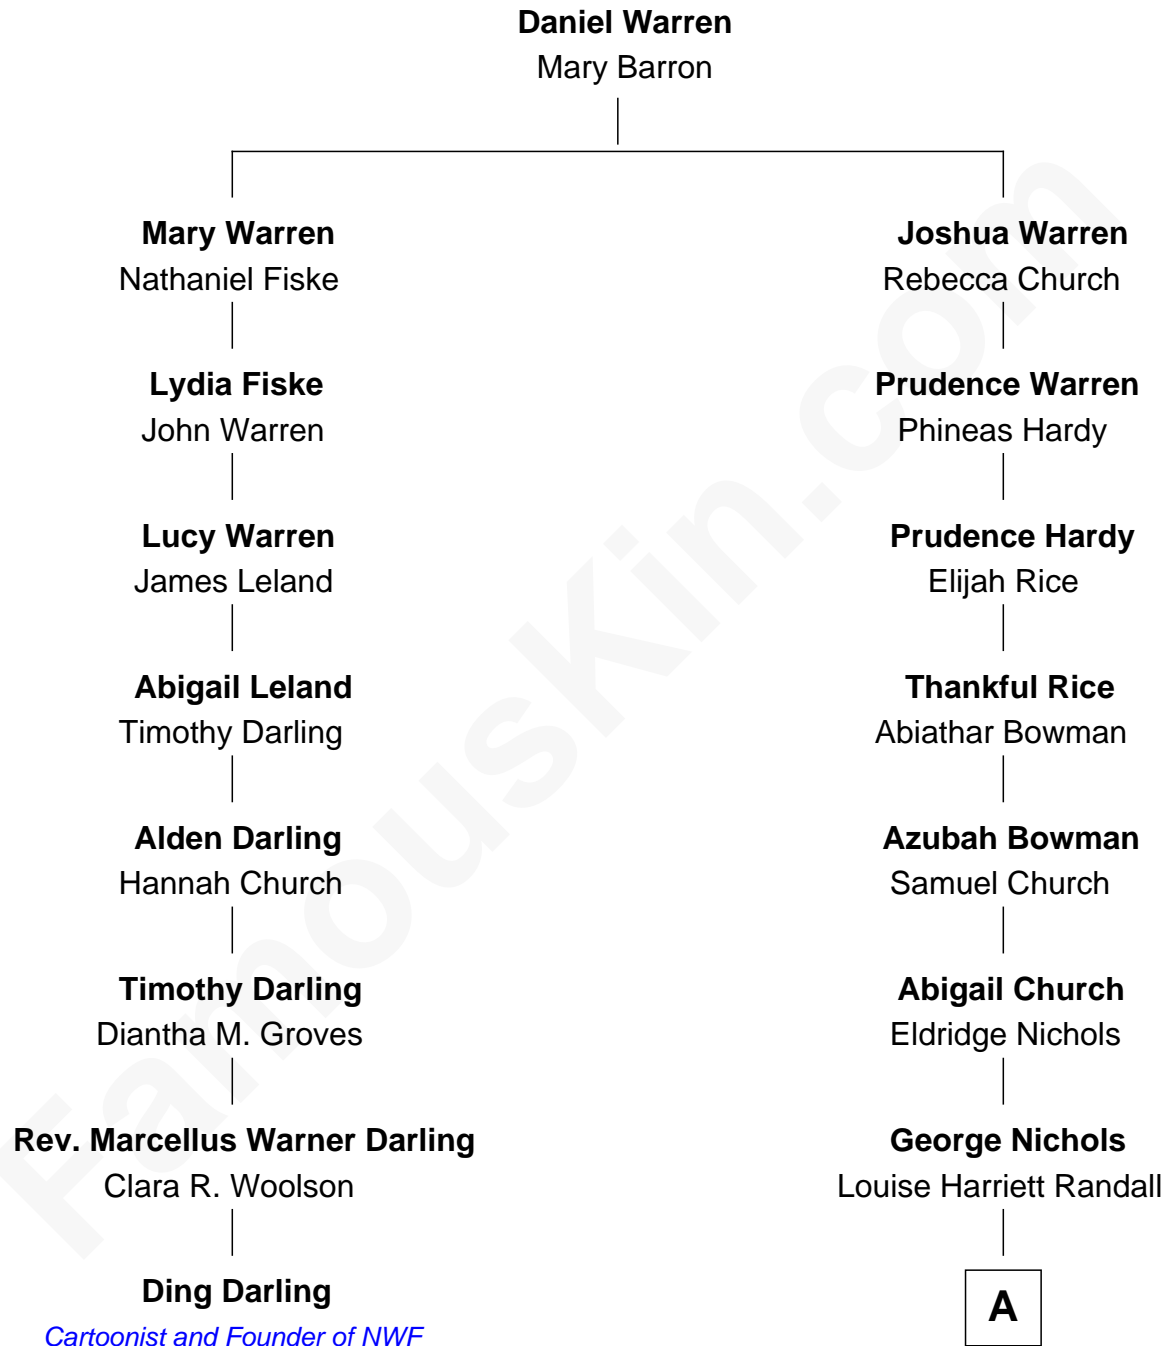 Daniel Warren
Mary Barron
Mary Warren
Nathaniel Fiske
Joshua Warren
Rebecca Church
Lydia Fiske
John Warren
Prudence Warren
Phineas Hardy
Lucy Warren
James Leland
Prudence Hardy
Elijah Rice
Abigail Leland
Timothy Darling
Thankful Rice
Abiathar Bowman
Alden Darling
Hannah Church
Azubah Bowman
Samuel Church
Timothy Darling
Diantha M. Groves
Abigail Church
Eldridge Nichols
Rev. Marcellus Warner Darling
Clara R. Woolson
George Nichols
Louise Harriett Randall
Ding Darling
Cartoonist and Founder of NWF
A
FamousKin.com